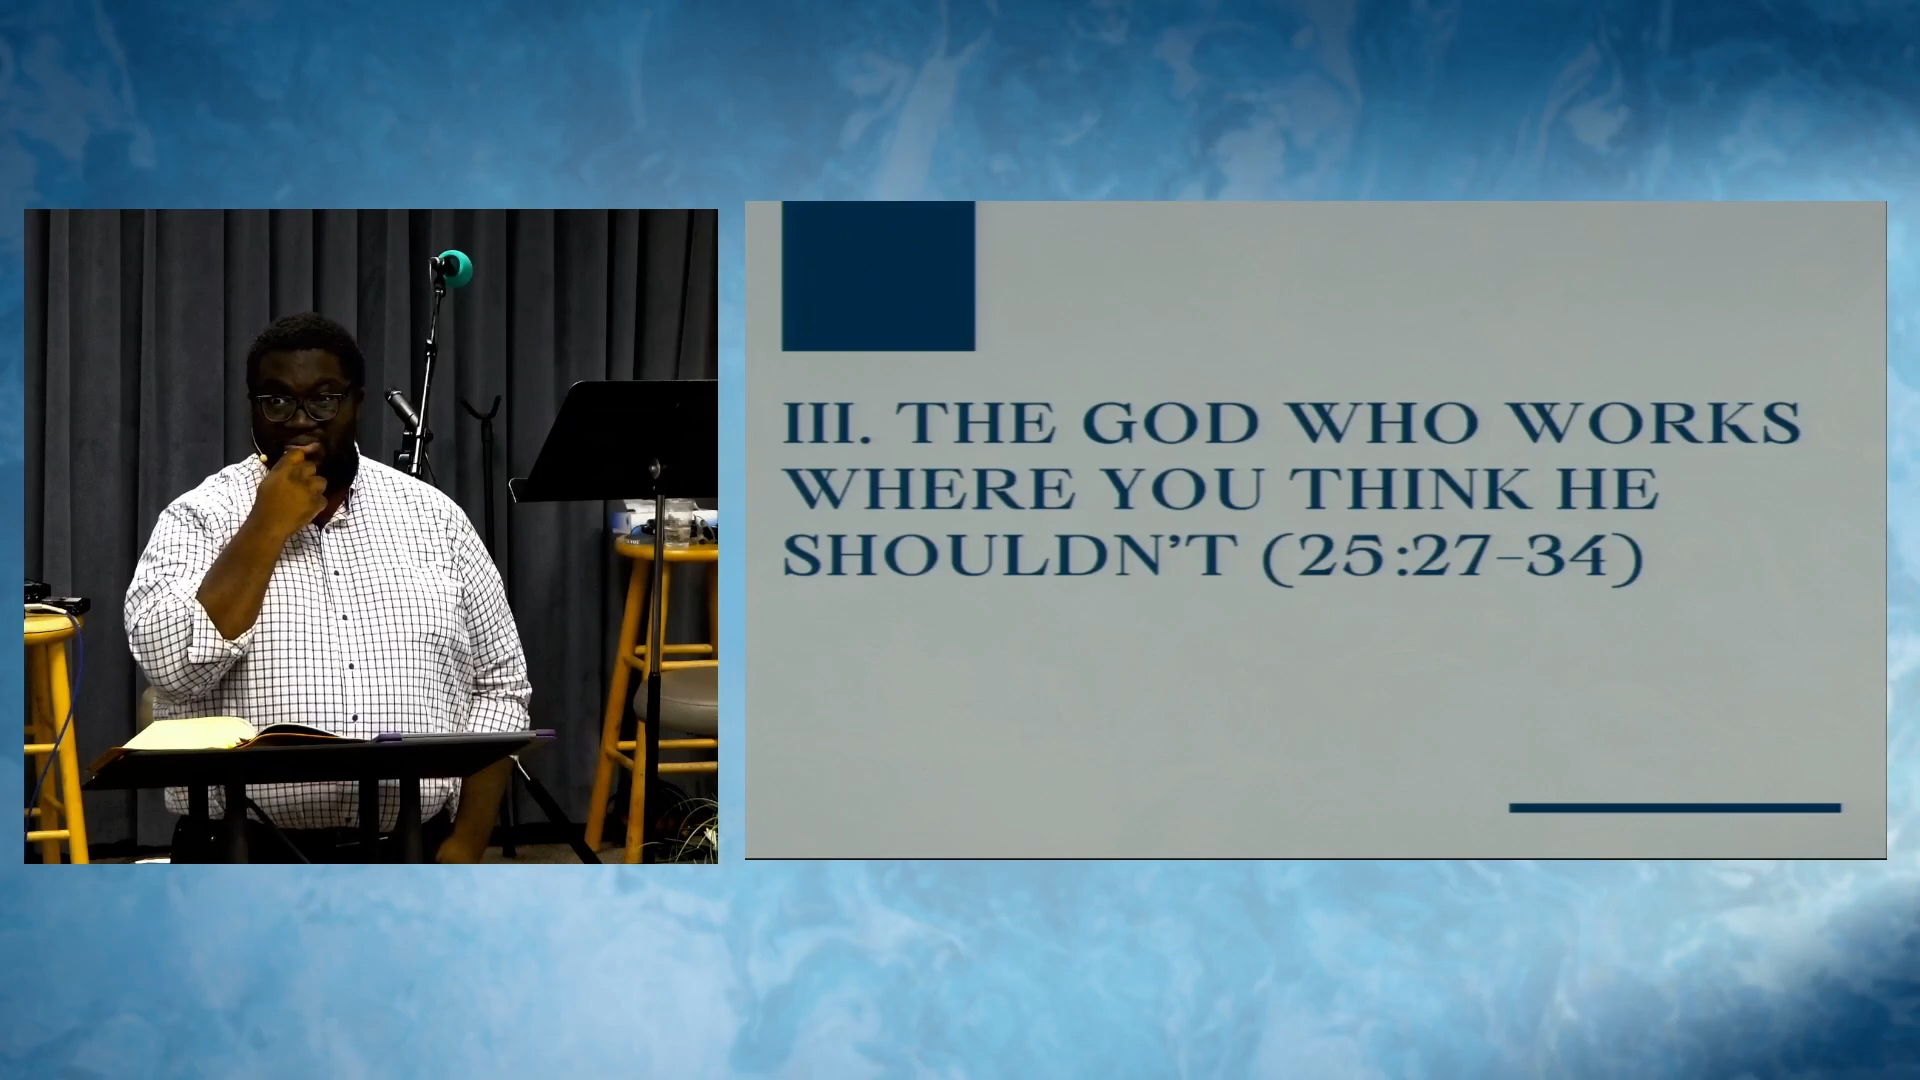 III. THE GOD WHO WORKS
WHERE YOU THINK HE
SHOULDN’T (25:27–34)